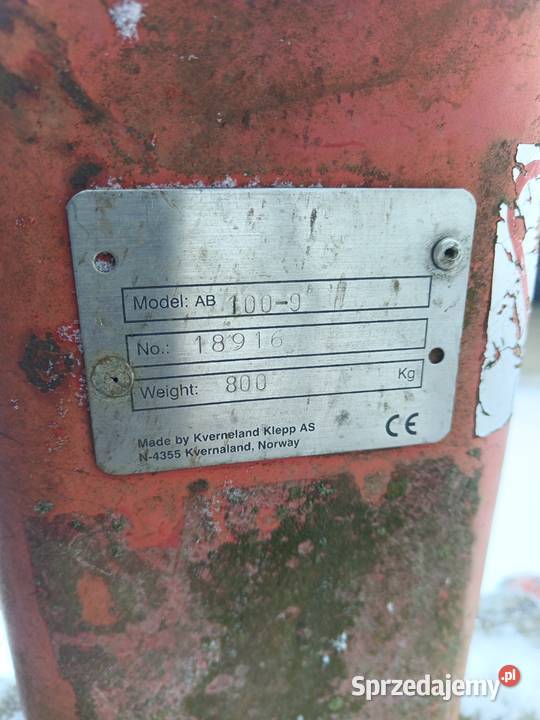 Model: AB 100-9
No.: 18916
Weight: 800 Kg
Made by Kverneland Klepp AS
N-4355 Kvernaland, Norway
CE
Sprzedajemy.pl